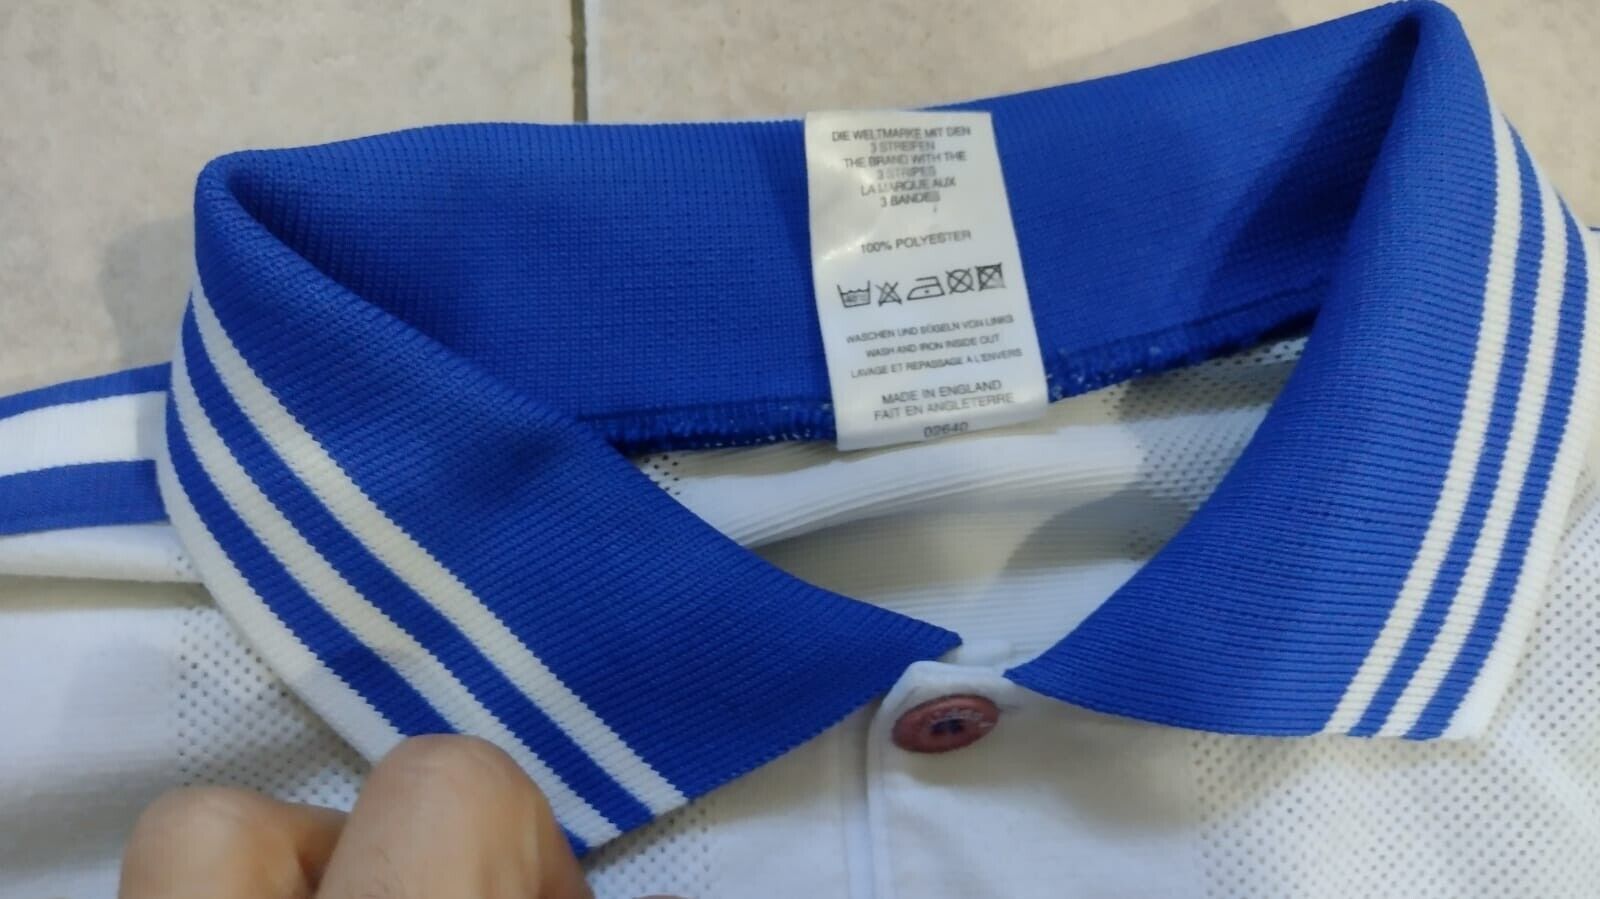 DIE WELTMARKE MIT DEN
3 STREIFEN
THE BRAND WITH THE
3 STRIPES
LA MARQUE AUX
3 BANDES
100% POLYESTER
40°C
WASCHEN UND BÜGELN VON LINKS
WASH AND IRON INSIDE OUT
LAVAGE ET REPASSAGE A L'ENVERS
MADE IN ENGLAND
FAIT EN ANGLETERRE
02640